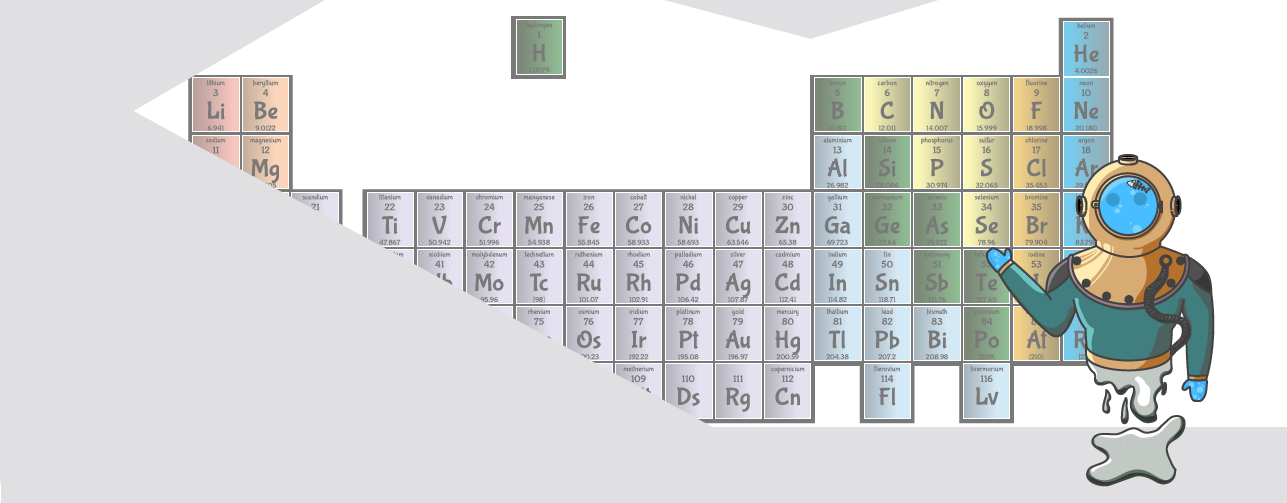 hydrogen
1
H
1.0079
helium
2
He
4.0026
lithium
3
Li
6.941
beryllium
4
Be
9.0122
boron
5
B
carbon
6
C
12.011
nitrogen
7
N
14.007
oxygen
8
O
15.999
fluorine
9
F
18.998
neon
10
Ne
20.180
sodium
11
magnesium
12
Mg
aluminium
13
Al
26.982
silicon
14
Si
28.086
phosphorus
15
P
30.974
sulfur
16
S
32.065
chlorine
17
Cl
35.453
argon
18
Ar
scandium
21
titanium
22
Ti
47.867
vanadium
23
V
50.942
chromium
24
Cr
51.996
manganese
25
Mn
54.938
iron
26
Fe
55.845
cobalt
27
Co
58.933
nickel
28
Ni
58.693
copper
29
Cu
63.546
zinc
30
Zn
65.38
gallium
31
Ga
69.723
germanium
32
Ge
72.64
arsenic
33
As
74.922
selenium
34
Se
78.96
bromine
35
Br
79.904
niobium
41
molybdenum
42
Mo
95.96
technetium
43
Tc
[98]
ruthenium
44
Ru
101.07
rhodium
45
Rh
102.91
palladium
46
Pd
106.42
silver
47
Ag
107.87
cadmium
48
Cd
112.41
indium
49
In
114.82
tin
50
Sn
118.71
antimony
51
Sb
121.76
Te
127.60
iodine
53
rhenium
75
osmium
76
Os
iridium
77
Ir
192.22
platinum
78
Pt
195.08
gold
79
Au
196.97
mercury
80
Hg
200.59
thallium
81
Tl
204.38
lead
82
Pb
207.2
bismuth
83
Bi
208.98
polonium
84
Po
[209]
At
[210]
meitnerium
109
110
Ds
111
Rg
copernicium
112
Cn
flerovium
114
Fl
livermorium
116
Lv